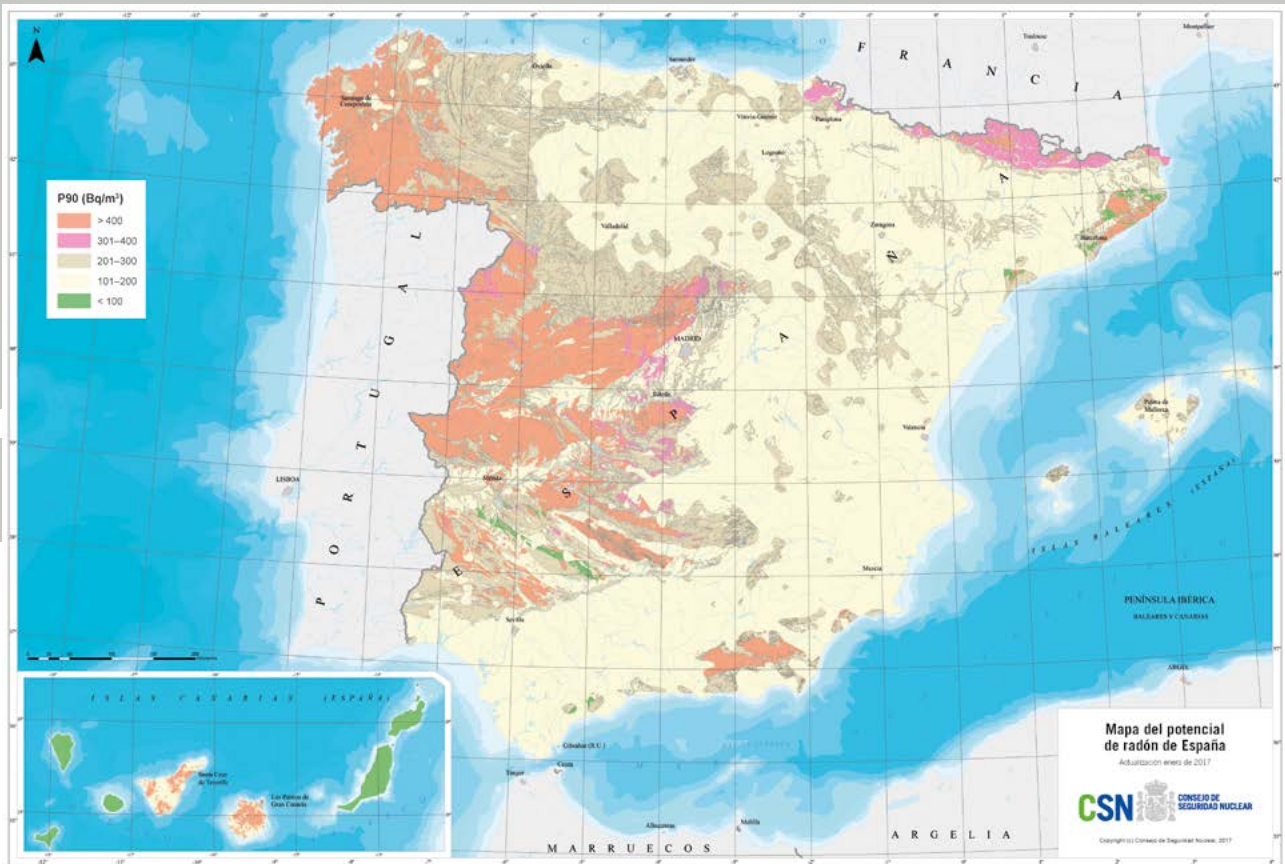 N
MAR CANTÁBRICO
FRANCIA
Toulouse
Montpellier
Oviedo
Santander
Santiago de
Compostela
Vitoria-Gasteiz
Pamplona
Logroño
P90 (Bq/m³)
> 400
301–400
201–300
101–200
< 100
Valladolid
Zaragoza
Barcelona
PORTUGAL
ESPAÑA
MADRID
Toledo
Palma de
Mallorca
Valencia
LISBOA
Mérida
ISLAS BALEARES (ESPAÑA)
Murcia
PENÍNSULA IBÉRICA
BALEARES Y CANARIAS
Sevilla
ARGEL
ISLAS CANARIAS (ESPAÑA)
Santa Cruz
de Tenerife
Las Palmas de
Gran Canaria
Gibraltar (R.U.)
Ceuta
Tánger
Alhucemas
Melilla
MARRUECOS
ARGELIA
Mapa del potencial
de radón de España
Actualización enero de 2017
CSN
CONSEJO DE
SEGURIDAD NUCLEAR
Copyright (c) Consejo de Seguridad Nuclear, 2017